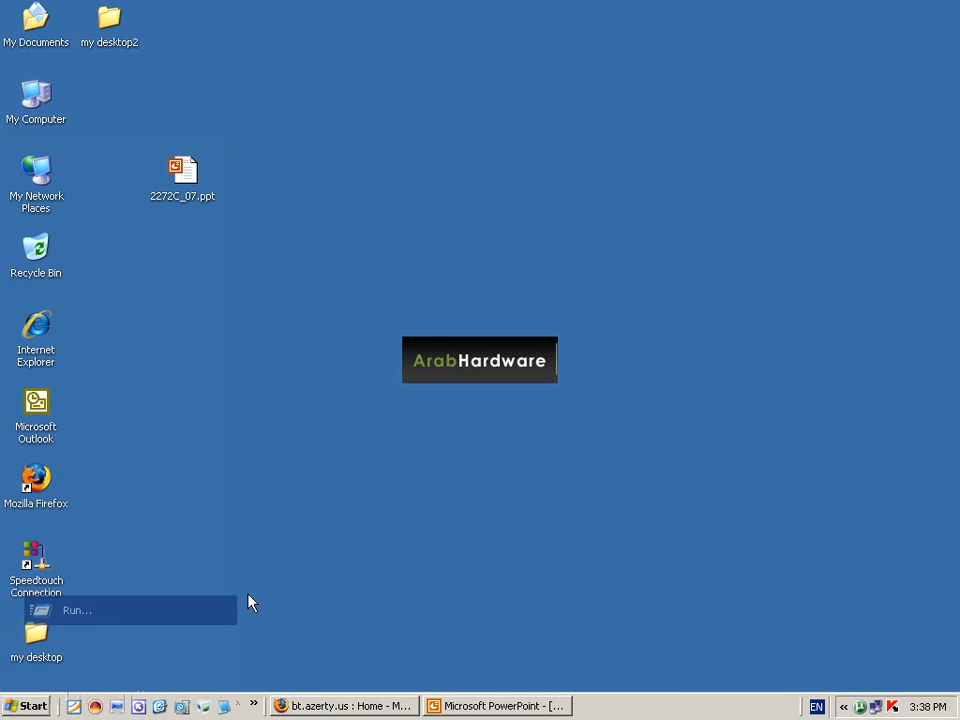 My Documents
my desktop2
My Computer
My Network
Places
2272C_07.ppt
Recycle Bin
Internet
Explorer
ArabHardware
Microsoft
Outlook
Mozilla Firefox
Speedtouch
Connection
Run...
my desktop
Start
»
bt.azerty.us : Home - M...
Microsoft PowerPoint - [...
EN
«
3:38 PM